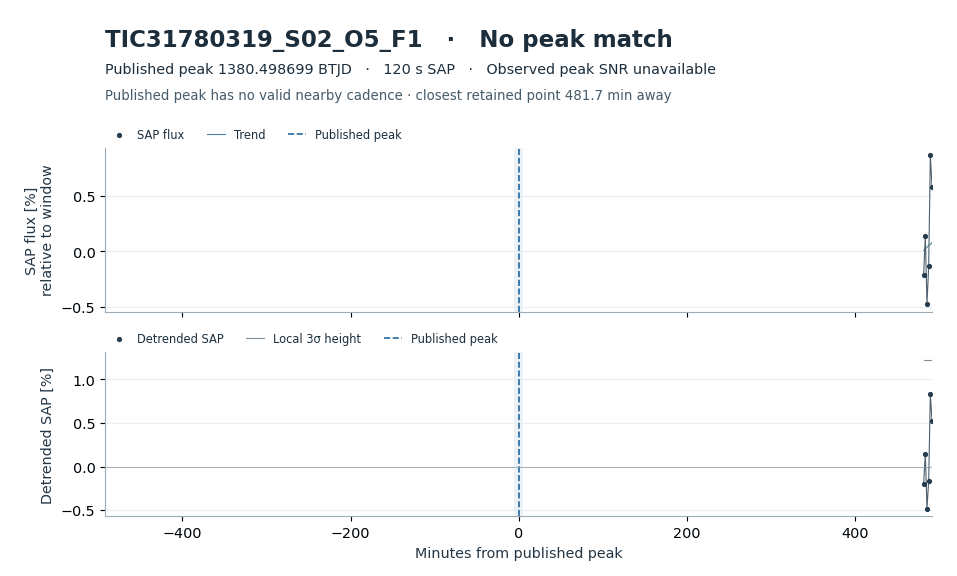 TIC31780319_S02_O5_F1   ·   No peak match
Published peak 1380.498699 BTJD   ·   120 s SAP   ·   Observed peak SNR unavailable
Published peak has no valid nearby cadence · closest retained point 481.7 min away
SAP flux   Trend   Published peak
SAP flux [%]
relative to window
0.5
0.0
−0.5
Detrended SAP   Local 3σ height   Published peak
Detrended SAP [%]
1.0
0.5
0.0
−0.5
−400   −200   0   200   400
Minutes from published peak